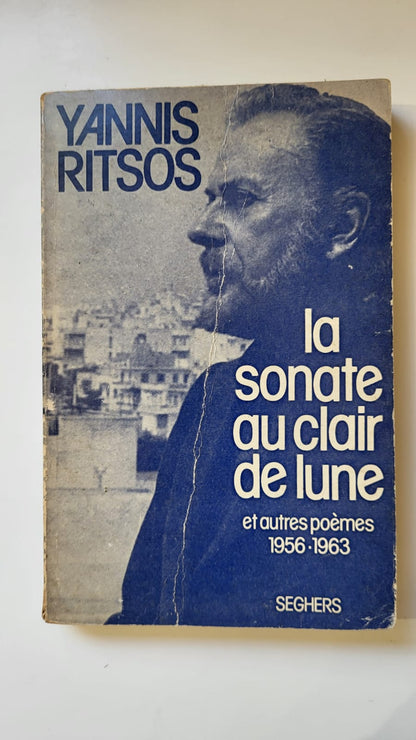 YANNIS
RITSOS
la
sonate
au clair
de lune
et autres poèmes
1956·1963
SEGHERS